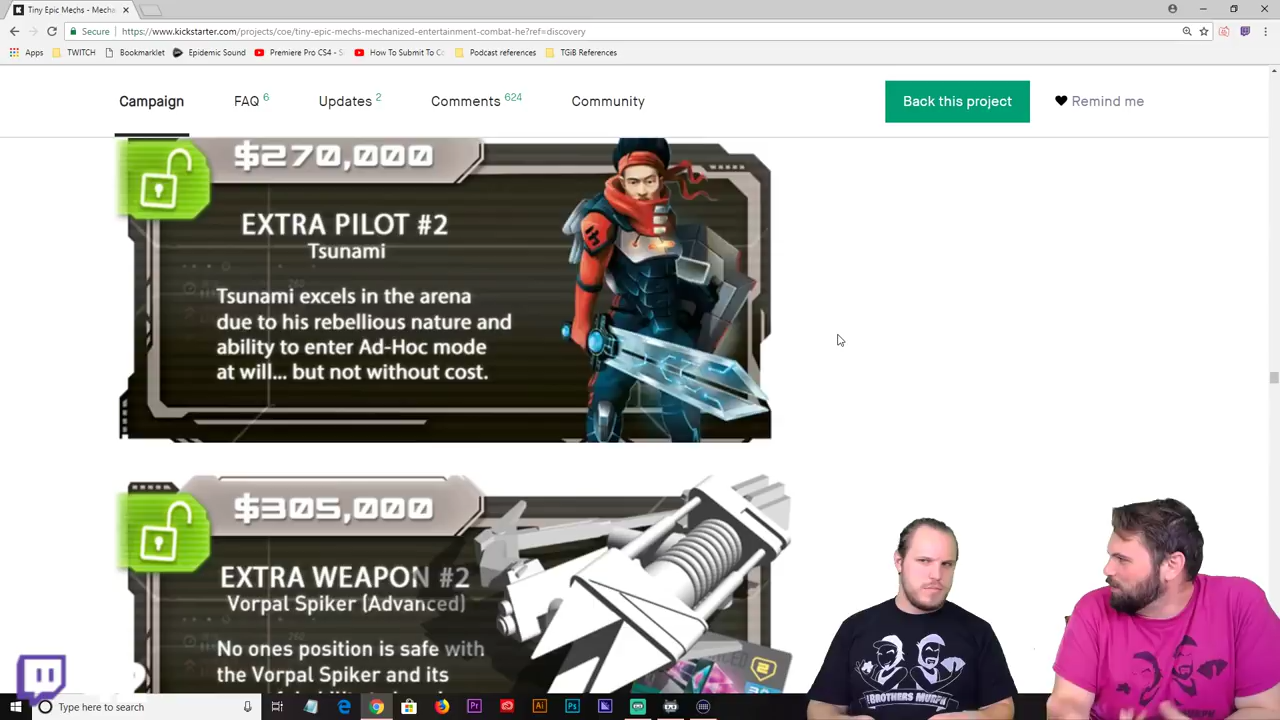 Tiny Epic Mechs - Mecha
Secure
https://www.kickstarter.com/projects/coe/tiny-epic-mechs-mechanized-entertainment-combat-he?ref=discovery
Apps
TWITCH
Bookmarklet
Epidemic Sound
Premiere Pro CS4 - S
How To Submit To Co
Podcast references
TGiB References
Campaign
FAQ 6
Updates 2
Comments 624
Community
Back this project
Remind me
$270,000
EXTRA PILOT #2
Tsunami
Tsunami excels in the arena
due to his rebellious nature and
ability to enter Ad-Hoc mode
at will... but not without cost.
$305,000
EXTRA WEAPON #2
Vorpal Spiker (Advanced)
No ones position is safe with
the Vorpal Spiker and its
BROTHERS MURPH
Type here to search